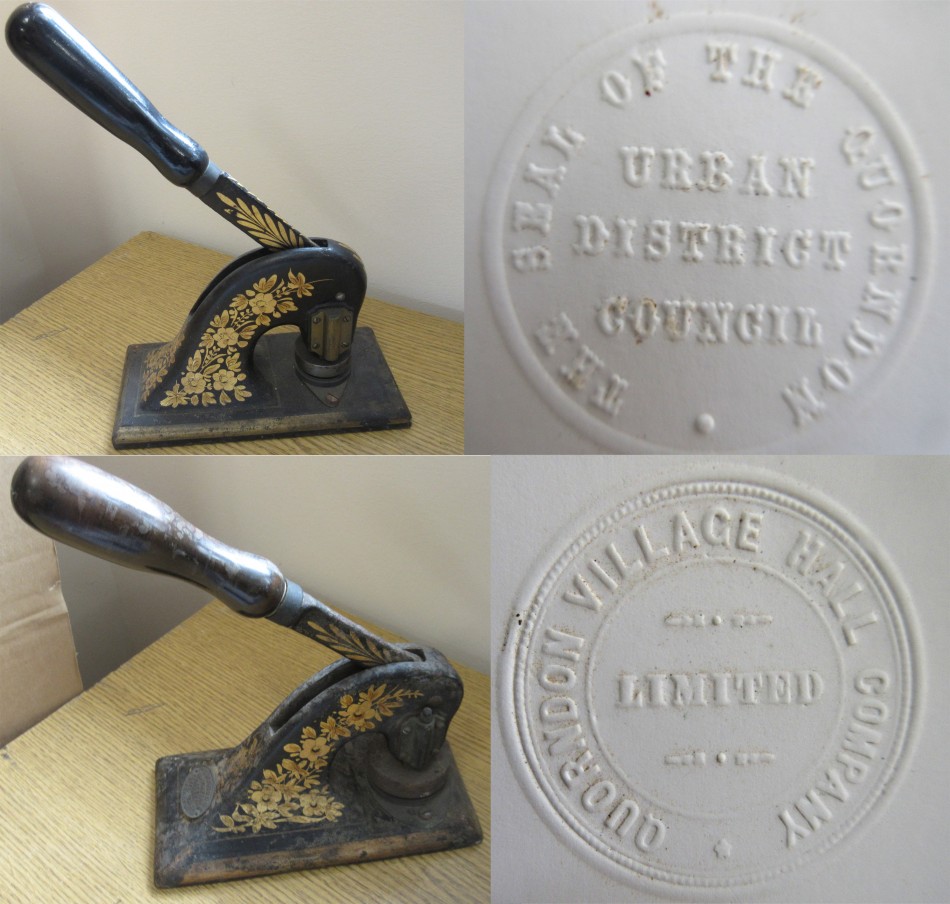 THE SEAL OF THE QUORNDON
URBAN
DISTRICT
COUNCIL
QUORNDON VILLAGE HALL COMPANY
LIMITED